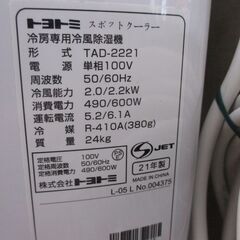 トヨトミ スポットクーラー
冷房専用冷風除湿機
形式 TAD-2221
電源 単相100V
周波数 50/60Hz
冷房能力 2.0/2.2kW
消費電力 490/600W
運転電流 5.2/6.1A
冷媒 R-410A(380g)
質量 24kg
定格電圧 100V
定格周波数 50/60Hz
定格消費電力 490/600W
JET
21年製
株式会社トヨトミ
L-05 L No.004375